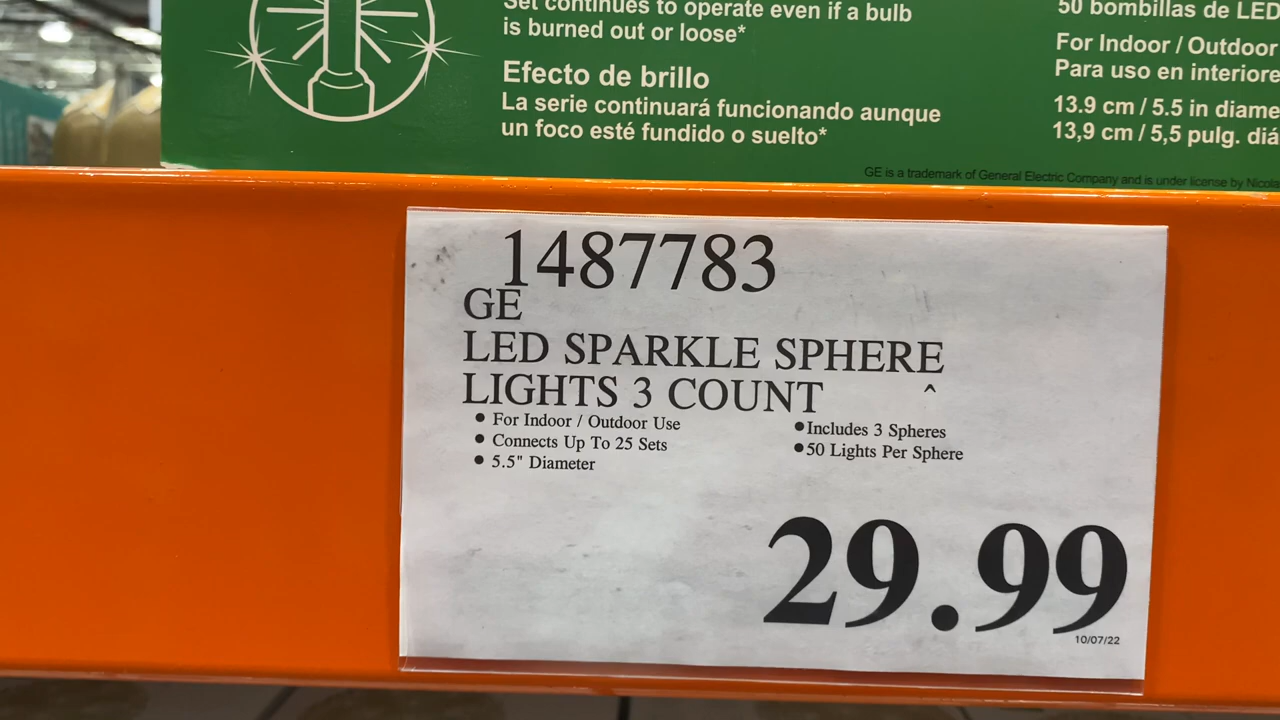 Set continues to operate even if a bulb
is burned out or loose*
Efecto de brillo
La serie continuará funcionando aunque
un foco esté fundido o suelto*
50 bombillas de LED
For Indoor / Outdoor
Para uso en interiore
13.9 cm / 5.5 in diame
13,9 cm / 5,5 pulg. diá
GE is a trademark of General Electric Company and is under license by Nicola
1487783
GE
LED SPARKLE SPHERE
LIGHTS 3 COUNT ^
• For Indoor / Outdoor Use
• Connects Up To 25 Sets
• 5.5" Diameter
• Includes 3 Spheres
• 50 Lights Per Sphere
29.99
10/07/22